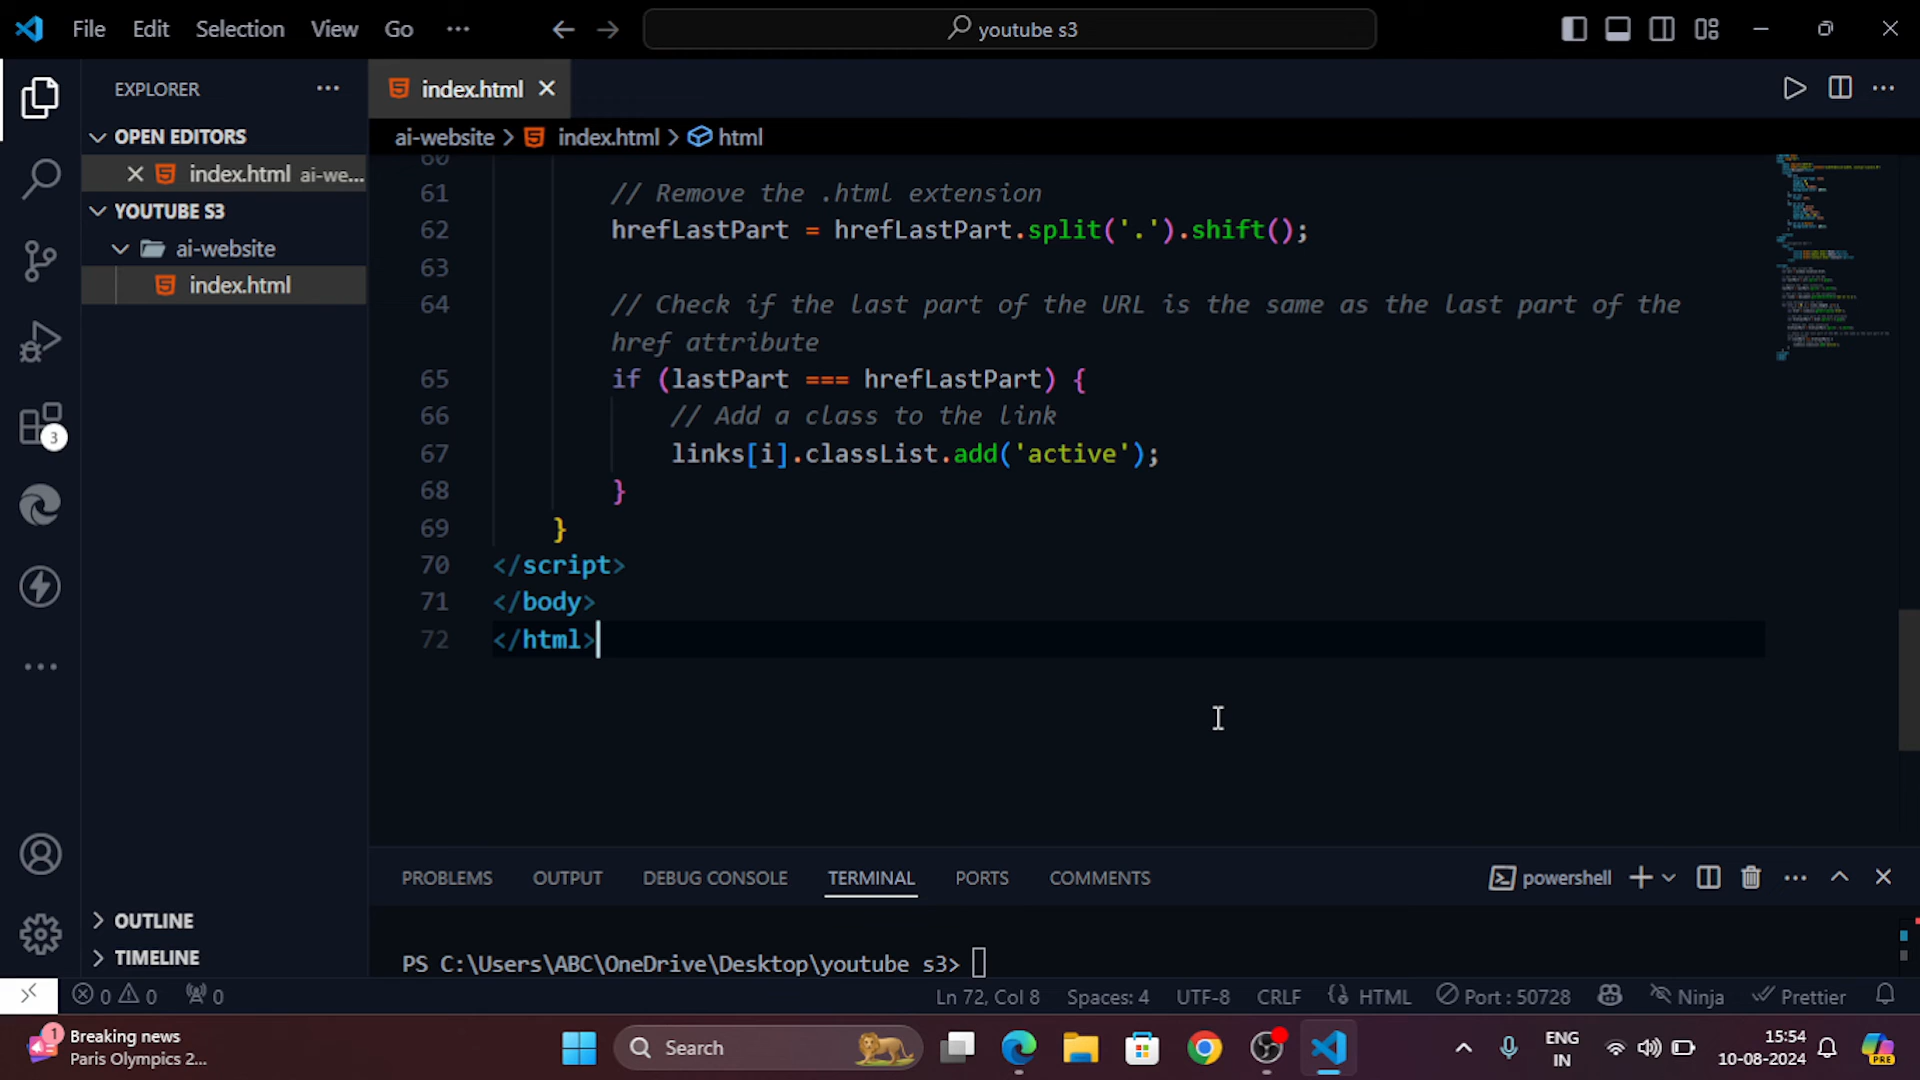 File Edit Selection View Go ··· youtube s3
EXPLORER ···
OPEN EDITORS
index.html ai-we...
YOUTUBE S3
ai-website
index.html
OUTLINE
TIMELINE
3
index.html
ai-website > index.html > html
60
61 // Remove the .html extension
62 hrefLastPart = hrefLastPart.split('.').shift();
63
64 // Check if the last part of the URL is the same as the last part of the
href attribute
65 if (lastPart === hrefLastPart) {
66 // Add a class to the link
67 links[i].classList.add('active');
68 }
69 }
70 </script>
71 </body>
72 </html>
PROBLEMS OUTPUT DEBUG CONSOLE TERMINAL PORTS COMMENTS powershell
PS C:\Users\ABC\OneDrive\Desktop\youtube s3>
0 0 0 Ln 72, Col 8 Spaces: 4 UTF-8 CRLF HTML Port : 50728 Ninja Prettier
1 Breaking news
Paris Olympics 2...
Search
ENG
IN
15:54
10-08-2024
PRE